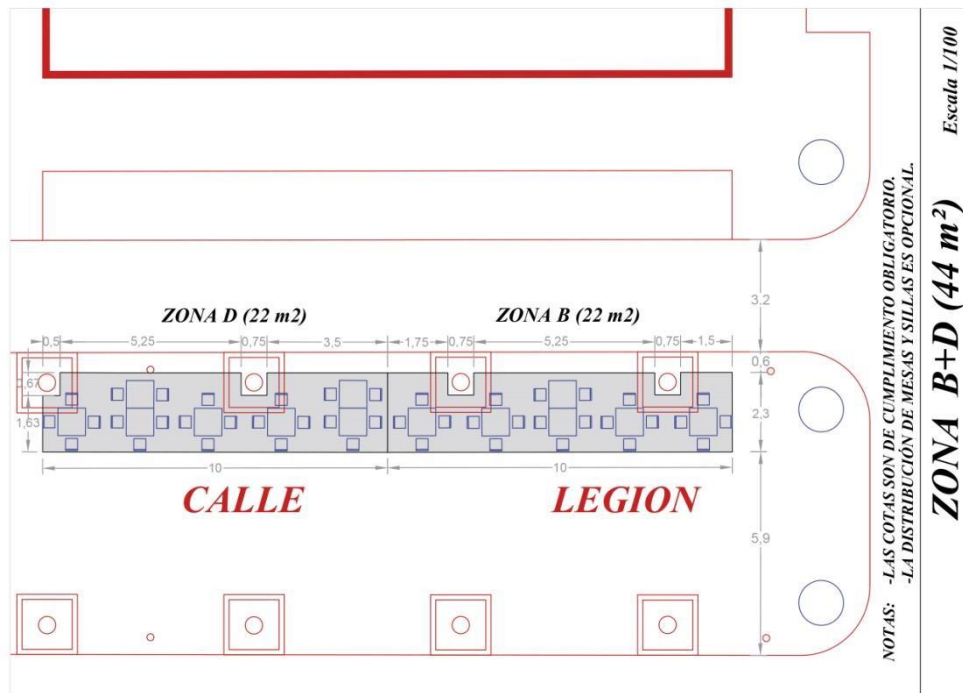 ZONA D (22 m2)
ZONA B (22 m2)
0,5
5,25
0,75
3,5
1,75
0,75
5,25
0,75
1,5
3.2
0.6
2,3
5,9
1,63
10
10
CALLE
LEGION
NOTAS: -LAS COTAS SON DE CUMPLIMIENTO OBLIGATORIO.
-LA DISTRIBUCIÓN DE MESAS Y SILLAS ES OPCIONAL.
ZONA B+D (44 m²)
Escala 1/100